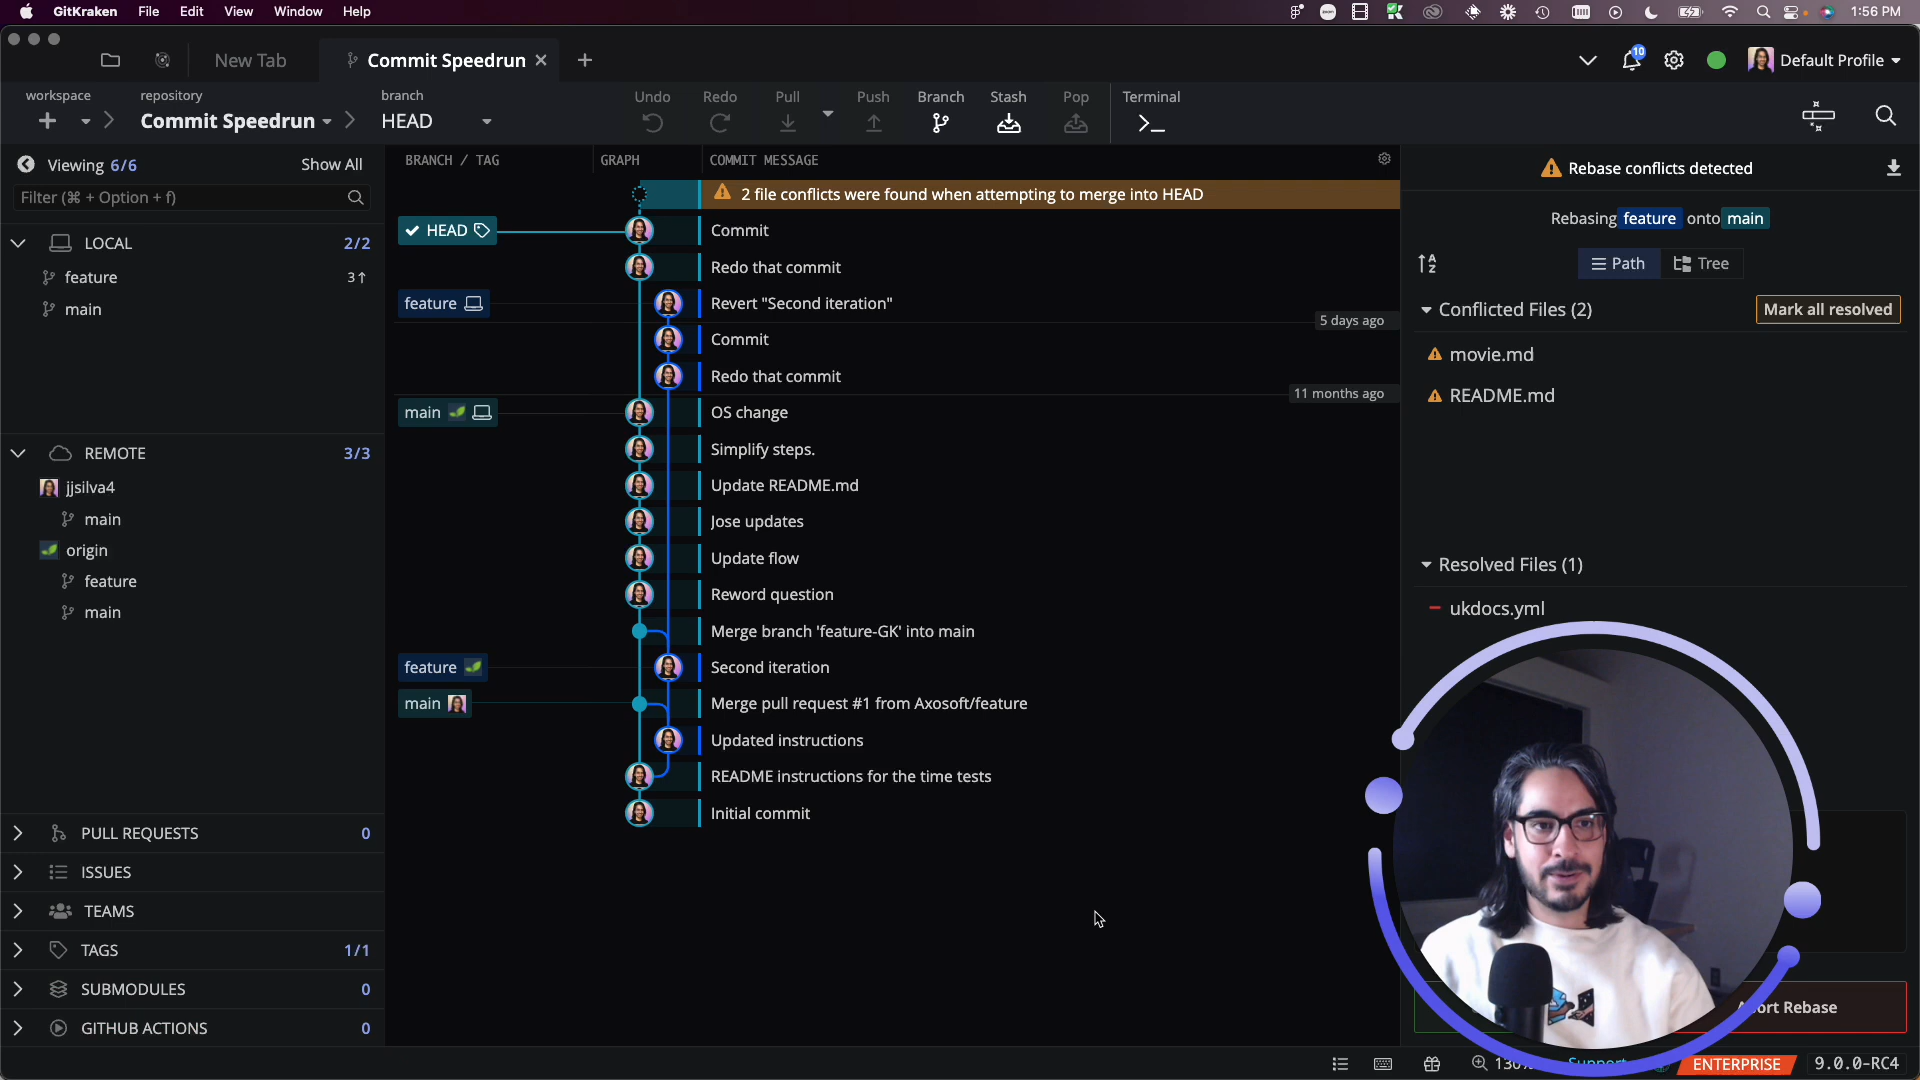 GitKraken File Edit View Window Help
1:56 PM
New Tab
Commit Speedrun
10
Default Profile
workspace
repository
branch
Commit Speedrun
HEAD
Undo
Redo
Pull
Push
Branch
Stash
Pop
Terminal
Viewing 6/6
Show All
Filter (⌘ + Option + f)
LOCAL 2/2
feature 3↑
main
REMOTE 3/3
jjsilva4
main
origin
feature
main
PULL REQUESTS 0
ISSUES
TEAMS
TAGS 1/1
SUBMODULES 0
GITHUB ACTIONS 0
BRANCH / TAG
GRAPH
COMMIT MESSAGE
2 file conflicts were found when attempting to merge into HEAD
HEAD
Commit
Redo that commit
feature
Revert "Second iteration"
5 days ago
Commit
Redo that commit
11 months ago
main
OS change
Simplify steps.
Update README.md
Jose updates
Update flow
Reword question
Merge branch 'feature-GK' into main
feature
Second iteration
main
Merge pull request #1 from Axosoft/feature
Updated instructions
README instructions for the time tests
Initial commit
Rebase conflicts detected
Rebasing feature onto main
Path
Tree
Conflicted Files (2)
Mark all resolved
movie.md
README.md
Resolved Files (1)
ukdocs.yml
Abort Rebase
130%
Support
ENTERPRISE
9.0.0-RC4